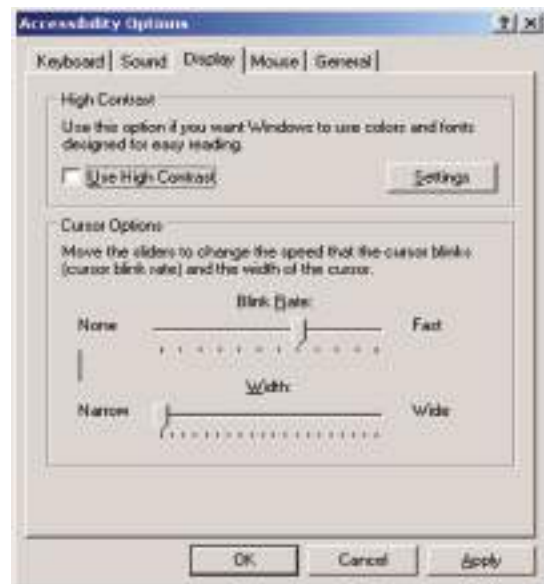 Accessibility Options
Keyboard Sound Display Mouse General
High Contrast
Use this option if you want Windows to use colors and fonts
designed for easy reading.
Use High Contrast
Settings
Cursor Options
Move the sliders to change the speed that the cursor blinks
(cursor blink rate) and the width of the cursor.
Blink Rate:
None Fast
Width:
Narrow Wide
OK Cancel Apply